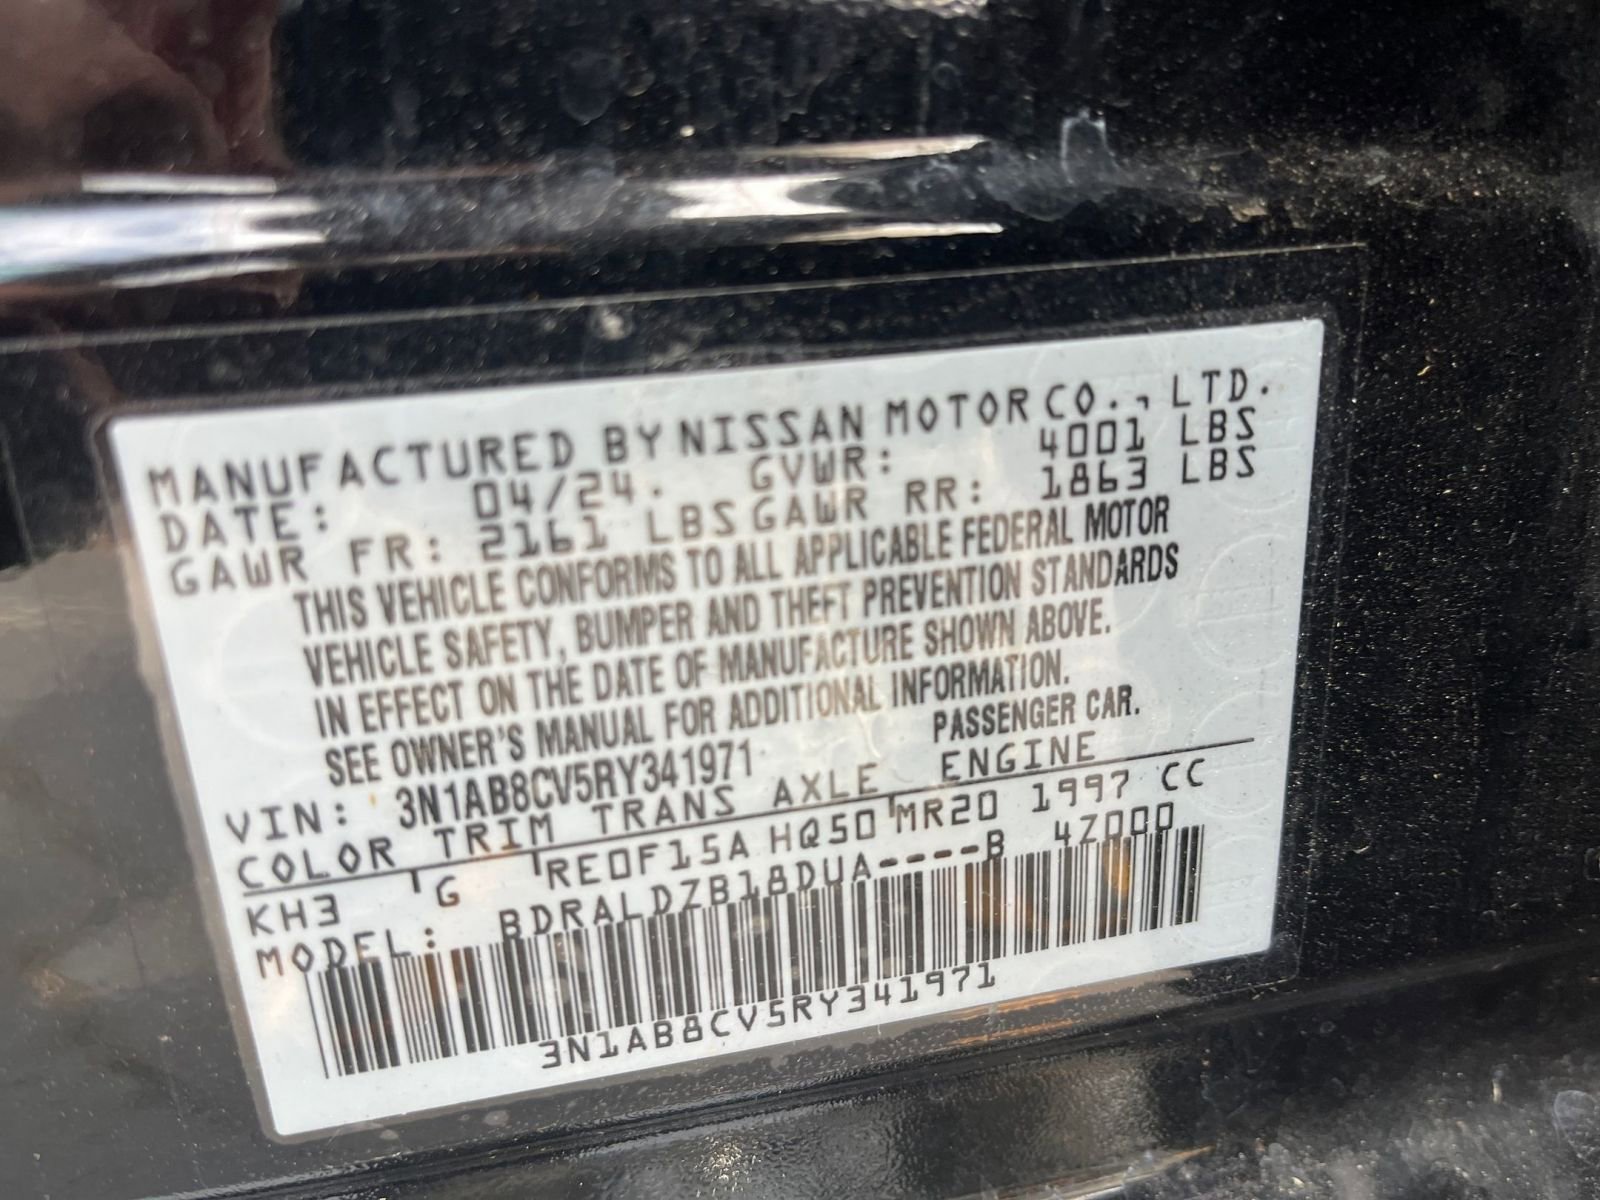 MANUFACTURED BY NISSAN MOTOR CO., LTD.
DATE: 04/24. GVWR: 4001 LBS
GAWR FR: 2161 LBS GAWR RR: 1863 LBS
THIS VEHICLE CONFORMS TO ALL APPLICABLE FEDERAL MOTOR
VEHICLE SAFETY, BUMPER AND THEFT PREVENTION STANDARDS
IN EFFECT ON THE DATE OF MANUFACTURE SHOWN ABOVE.
SEE OWNER'S MANUAL FOR ADDITIONAL INFORMATION.
VIN: 3N1AB8CV5RY341971 PASSENGER CAR.
COLOR TRIM TRANS AXLE ENGINE
KH3 G RE0F15A HQ50 MR20 1997 CC
MODEL: BDRALDZB18DUA----B 4Z000
3N1AB8CV5RY341971